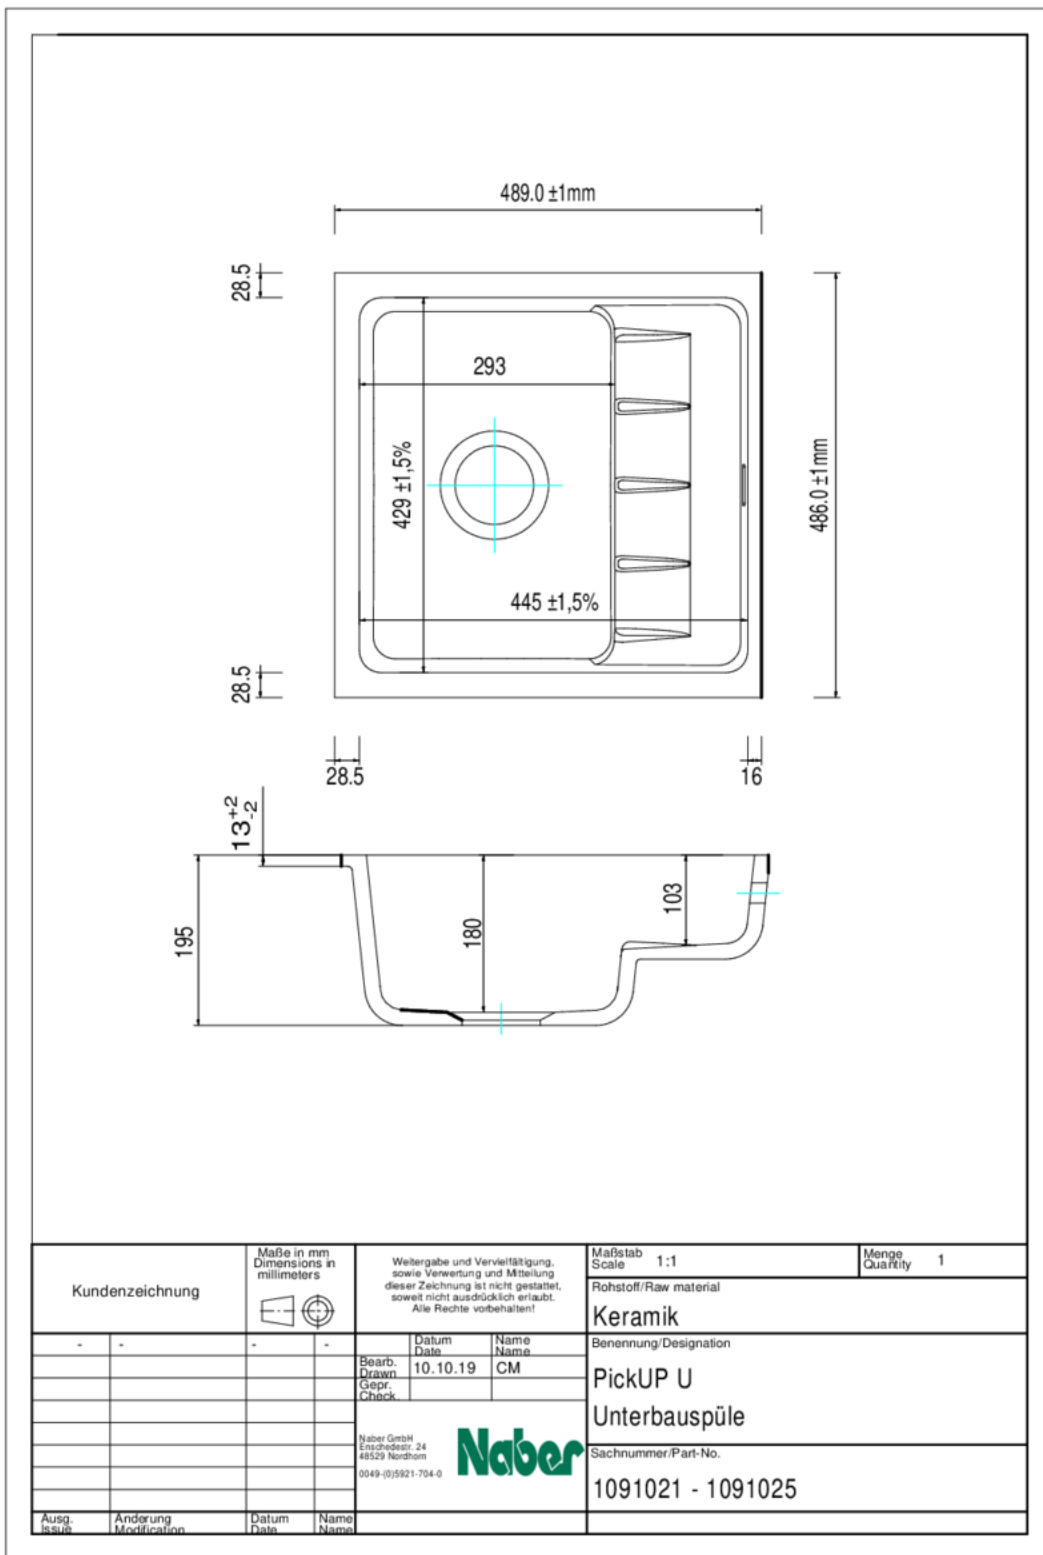 489.0 ±1mm
28.5
293
429 ±1,5%
486.0 ±1mm
445 ±1,5%
28.5
28.5
16
13 +2 -2
195
180
103
Kundenzeichnung
Maße in mm
Dimensions in
millimeters
Weitergabe und Vervielfältigung,
sowie Verwertung und Mitteilung
dieser Zeichnung ist nicht gestattet,
soweit nicht ausdrücklich erlaubt.
Alle Rechte vorbehalten!
Maßstab
Scale 1:1
Menge
Quantity 1
Rohstoff/Raw material
Keramik
- - - -
Datum Name
Date Name
Bearb.
Drawn 10.10.19 CM
Gepr.
Check.
Benennung/Designation
PickUP U
Unterbauspüle
Naber GmbH
Enschedestr. 24
48529 Nordhorn
0049-(0)5921-704-0
Naber
Sachnummer/Part-No.
1091021 - 1091025
Ausg. Änderung Datum Name
Issue Modification Date Name